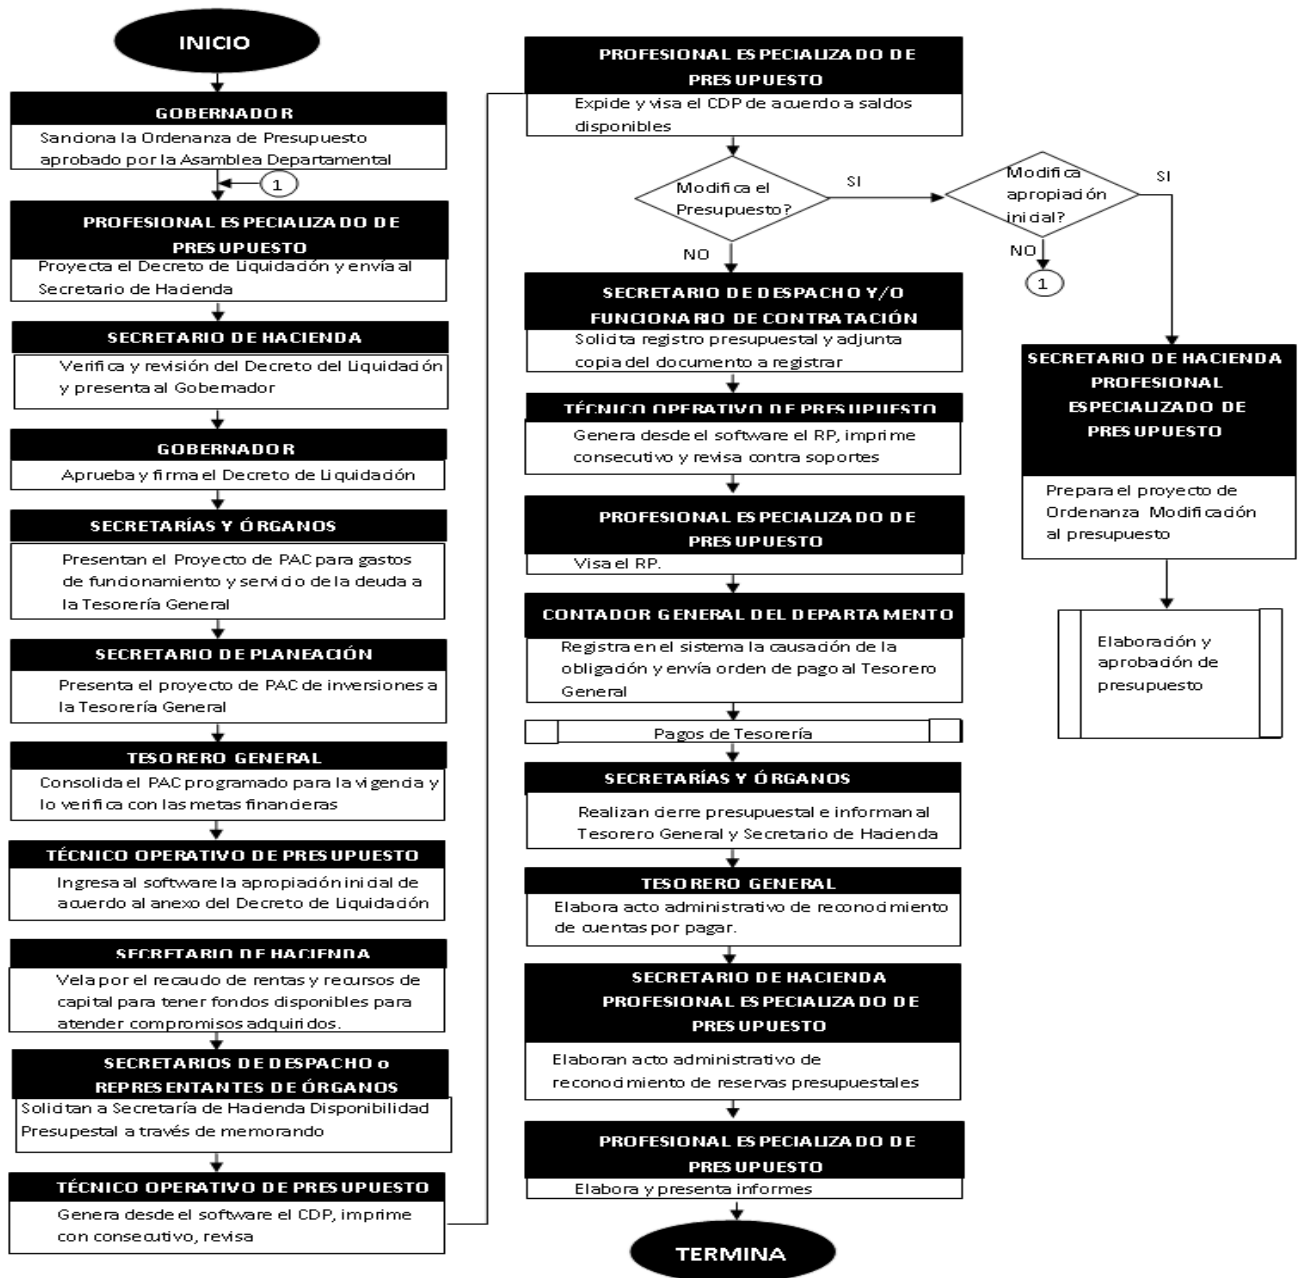 INICIO
GOBERNADOR
Sanciona la Ordenanza de Presupuesto
aprobado por la Asamblea Departamental
1
PROFESIONAL ESPECIALIZADO DE
PRESUPUESTO
Proyecta el Decreto de Liquidación y envía al
Secretario de Hacienda
SECRETARIO DE HACIENDA
Verifica y revisión del Decreto del Liquidación
y presenta al Gobernador
GOBERNADOR
Aprueba y firma el Decreto de Liquidación
SECRETARÍAS Y ÓRGANOS
Presentan el Proyecto de PAC para gastos
de funcionamiento y servicio de la deuda a
la Tesorería General
SECRETARIO DE PLANEACIÓN
Presenta el proyecto de PAC de inversiones a
la Tesorería General
TESORERO GENERAL
Consolida el PAC programado para la vigencia y
lo verifica con las metas financieras
TÉCNICO OPERATIVO DE PRESUPUESTO
Ingresa al software la apropiación inicial de
acuerdo al anexo del Decreto de Liquidación
SECRETARIO DE HACIENDA
Vela por el recaudo de rentas y recursos de
capital para tener fondos disponibles para
atender compromisos adquiridos.
SECRETARIOS DE DESPACHO o
REPRESENTANTES DE ÓRGANOS
Solicitan a Secretaría de Hacienda Disponibilidad
Presupestal a través de memorando
TÉCNICO OPERATIVO DE PRESUPUESTO
Genera desde el software el CDP, imprime
con consecutivo, revisa
PROFESIONAL ESPECIALIZADO DE
PRESUPUESTO
Expide y visa el CDP de acuerdo a saldos
disponibles
Modifica el
Presupuesto?
SI
NO
Modifica
apropiación
inicial?
SI
NO
1
SECRETARIO DE DESPACHO Y/O
FUNCIONARIO DE CONTRATACIÓN
Solicita registro presupuestal y adjunta
copia del documento a registrar
TÉCNICO OPERATIVO DE PRESUPUESTO
Genera desde el software el RP, imprime
consecutivo y revisa contra soportes
PROFESIONAL ESPECIALIZADO DE
PRESUPUESTO
Visa el RP.
CONTADOR GENERAL DEL DEPARTAMENTO
Registra en el sistema la causación de la
obligación y envía orden de pago al Tesorero
General
Pagos de Tesorería
SECRETARÍAS Y ÓRGANOS
Realizan cierre presupuestal e informan al
Tesorero General y Secretario de Hacienda
TESORERO GENERAL
Elabora acto administrativo de reconocimiento
de cuentas por pagar.
SECRETARIO DE HACIENDA
PROFESIONAL ESPECIALIZADO DE
PRESUPUESTO
Elaboran acto administrativo de
reconocimiento de reservas presupuestales
PROFESIONAL ESPECIALIZADO DE
PRESUPUESTO
Elabora y presenta informes
TERMINA
SECRETARIO DE HACIENDA
PROFESIONAL
ESPECIALIZADO DE
PRESUPUESTO
Prepara el proyecto de
Ordenanza Modificación
al presupuesto
Elaboración y
aprobación de
presupuesto